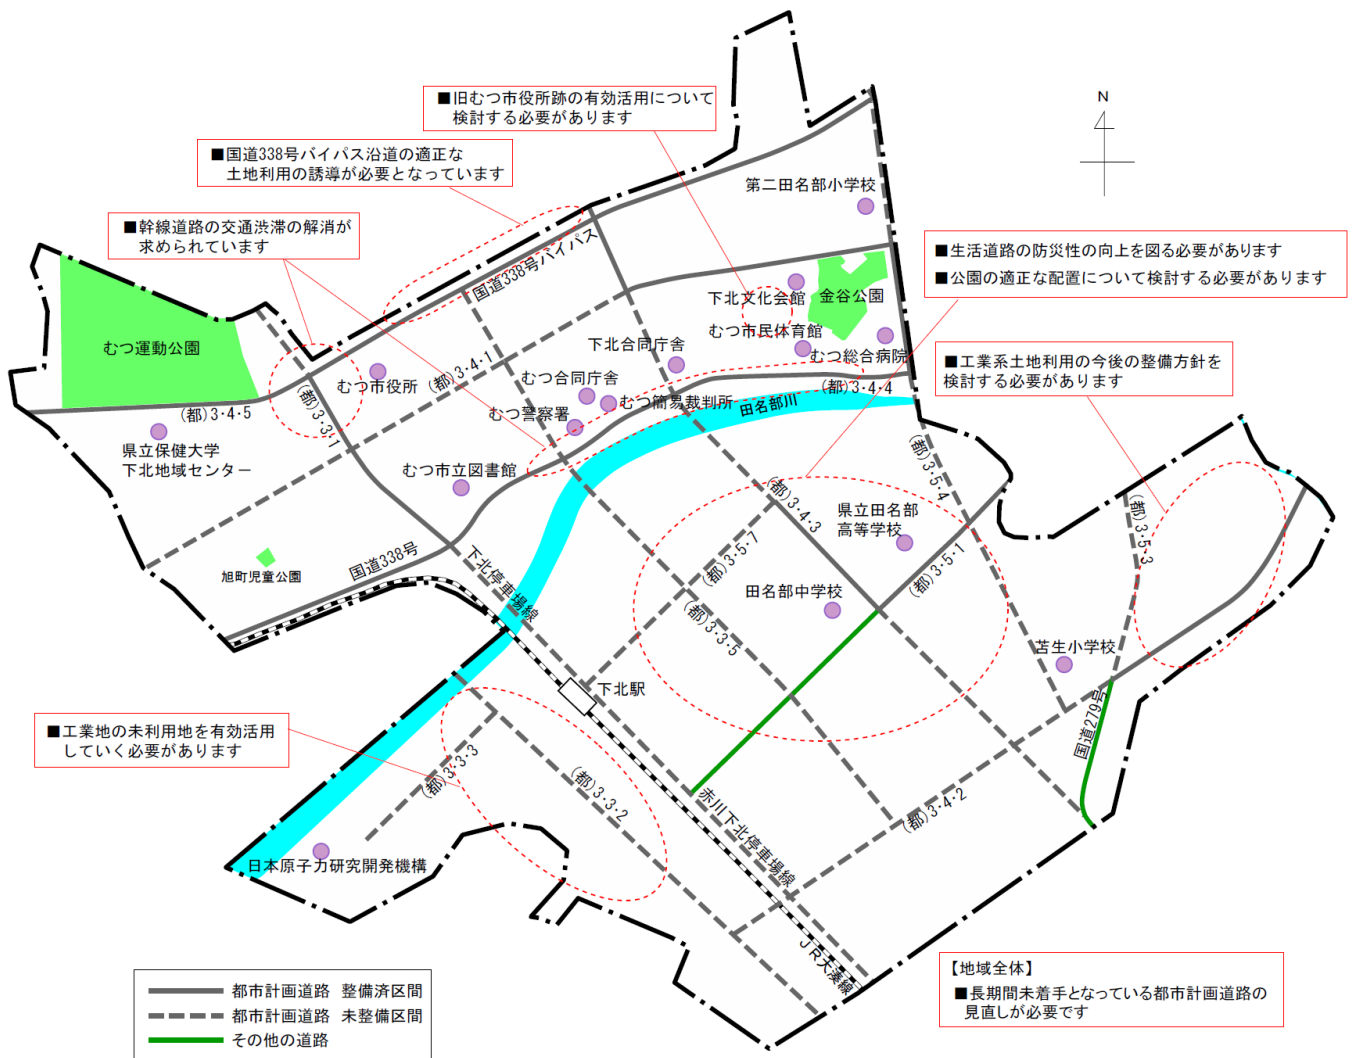 ■旧むつ市役所跡の有効活用について
検討する必要があります
N
■国道338号バイパス沿道の適正な
土地利用の誘導が必要となっています
第二田名部小学校
■幹線道路の交通渋滞の解消が
求められています
■生活道路の防災性の向上を図る必要があります
■公園の適正な配置について検討する必要があります
国道338号バイパス
下北文化会館
金谷公園
むつ運動公園
むつ市民体育館
下北合同庁舎
むつ総合病院
■工業系土地利用の今後の整備方針を
検討する必要があります
(都)3・4・1
むつ市役所
むつ合同庁舎
(都)3・4・4
(都)3・4・5
(都)3・3・1
むつ簡易裁判所
田名部川
むつ警察署
県立保健大学
下北地域センター
むつ市立図書館
(都)3・5・4
(都)3・4・3
県立田名部
高等学校
(都)3・5・3
国道338号
(都)3・5・7
(都)3・5・1
旭町児童公園
下北停車場線
田名部中学校
(都)3・3・5
苫生小学校
下北駅
■工業地の未利用地を有効活用
していく必要があります
国道279号
(都)3・3・3
(都)3・3・2
(都)3・4・2
赤川下北停車場線
日本原子力研究開発機構
JR大湊線
【地域全体】
■長期間未着手となっている都市計画道路の
見直しが必要です
都市計画道路 整備済区間
都市計画道路 未整備区間
その他の道路